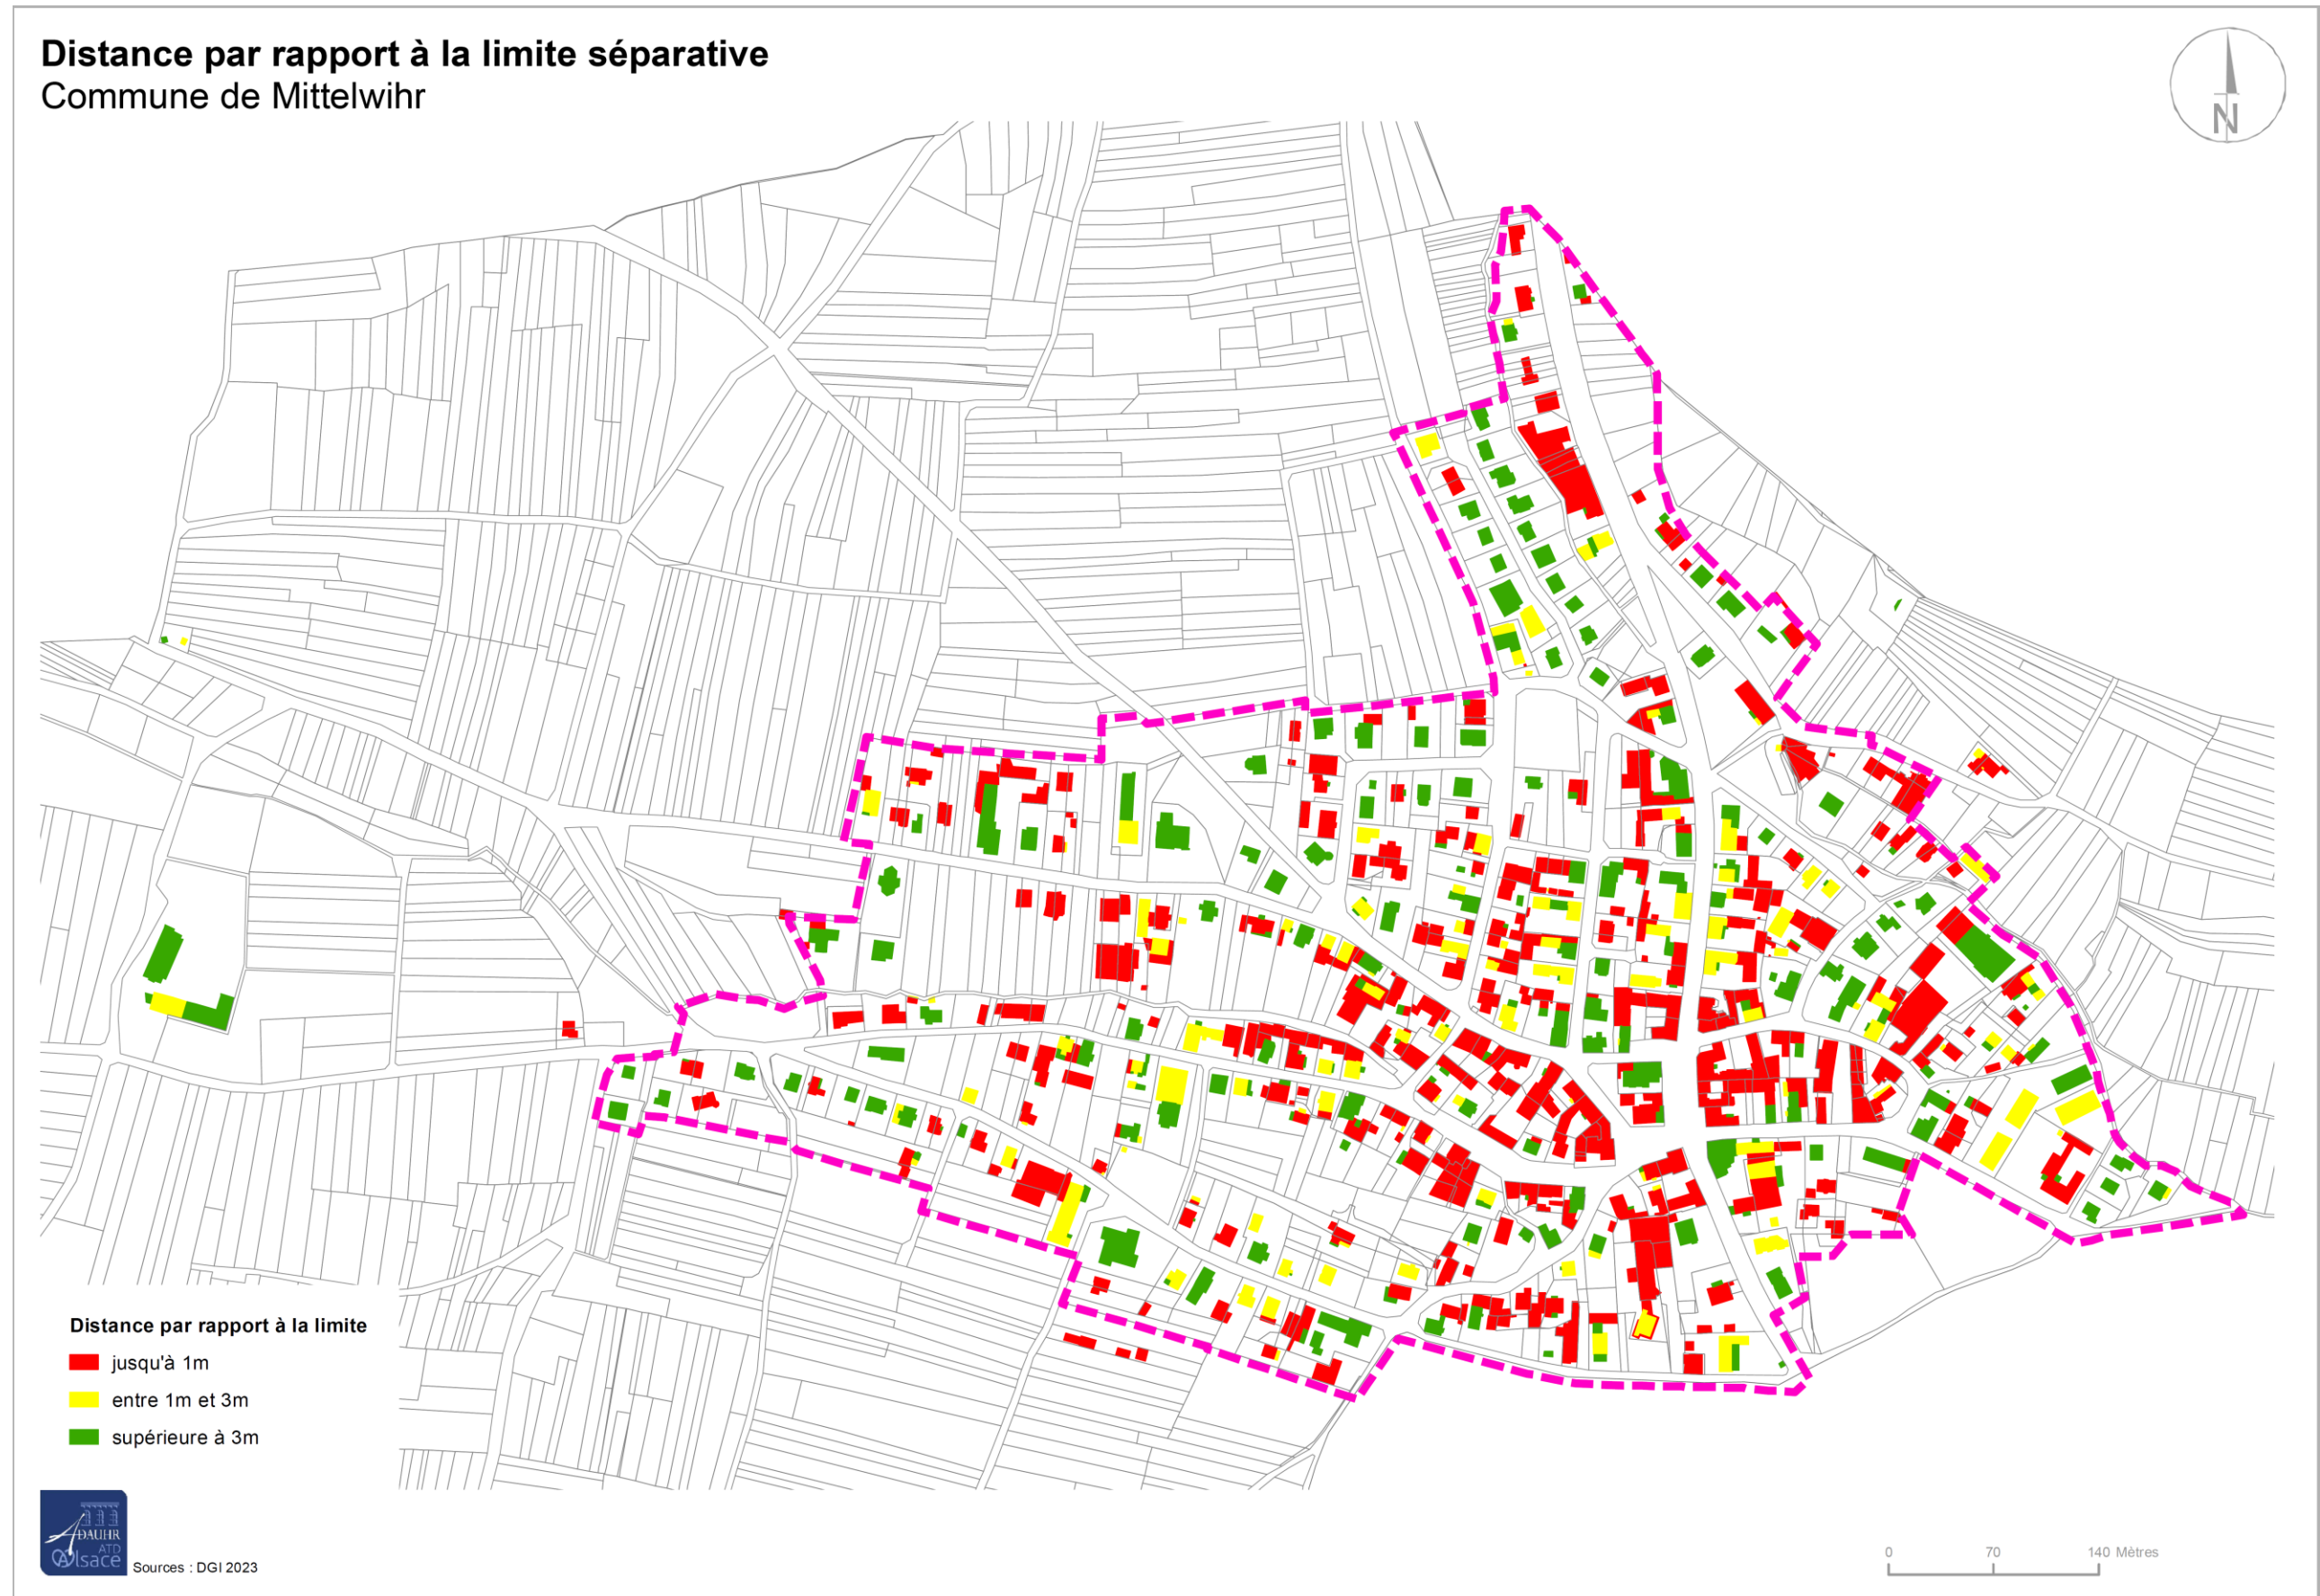 Distance par rapport à la limite séparative
Commune de Mittelwihr
N
Distance par rapport à la limite
jusqu'à 1m
entre 1m et 3m
supérieure à 3m
ADAUHR
ATD
Alsace
Sources : DGI 2023
0 70 140 Mètres